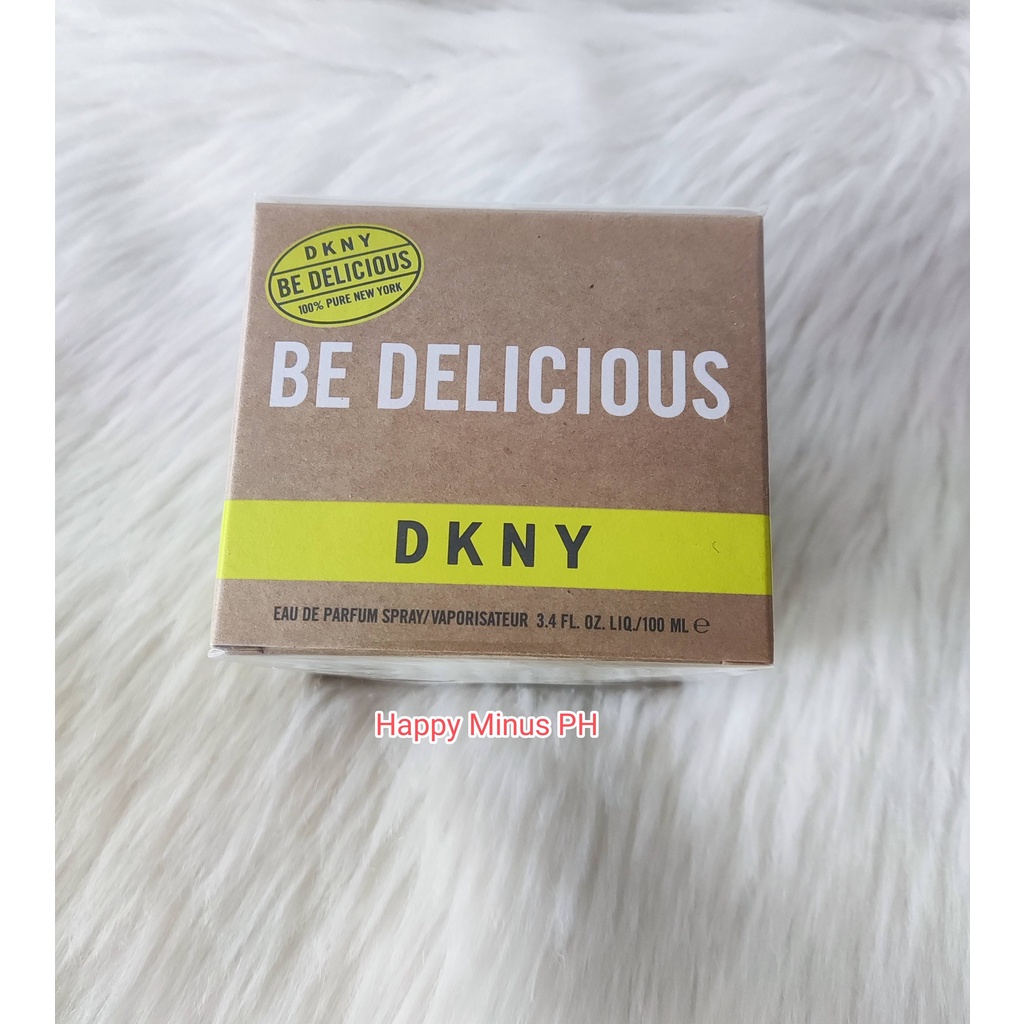 DKNY
BE DELICIOUS
100% PURE NEW YORK
BE DELICIOUS
DKNY
EAU DE PARFUM SPRAY/VAPORISATEUR 3.4 FL. OZ. LIQ./100 ML ℮
Happy Minus PH